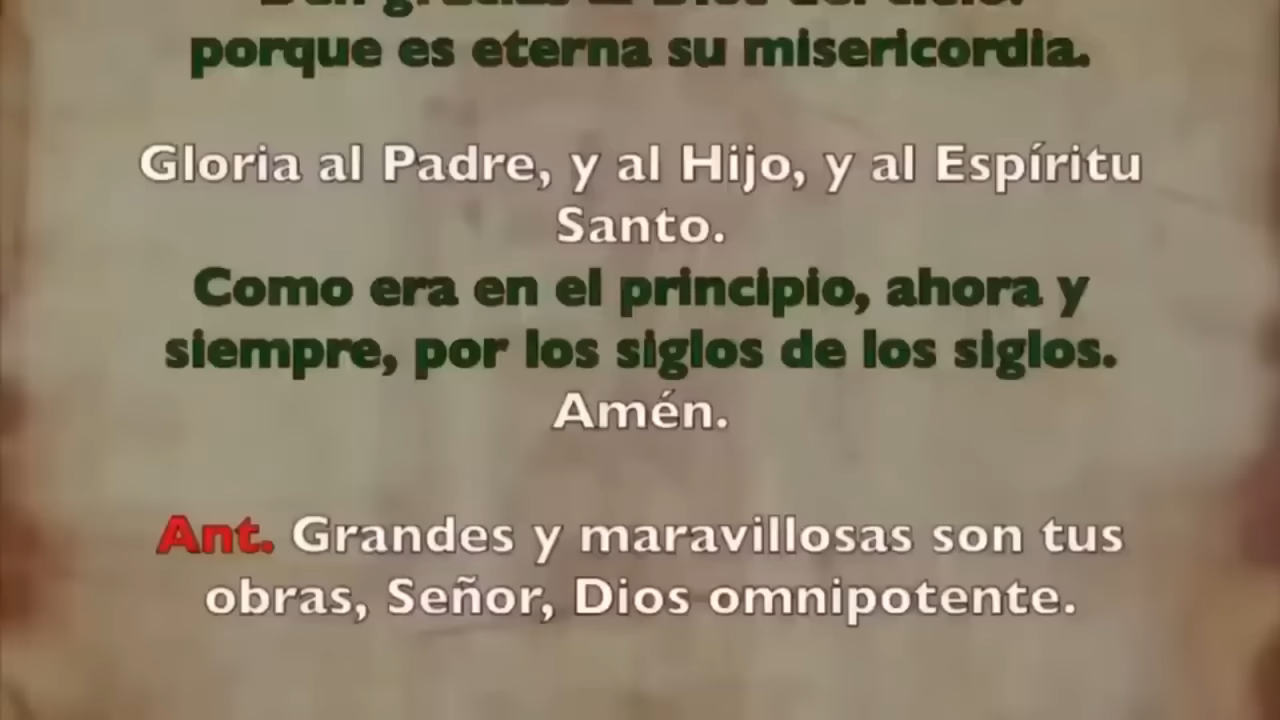 porque es eterna su misericordia.
Gloria al Padre, y al Hijo, y al Espíritu
Santo.
Como era en el principio, ahora y
siempre, por los siglos de los siglos.
Amén.
Ant. Grandes y maravillosas son tus
obras, Señor, Dios omnipotente.